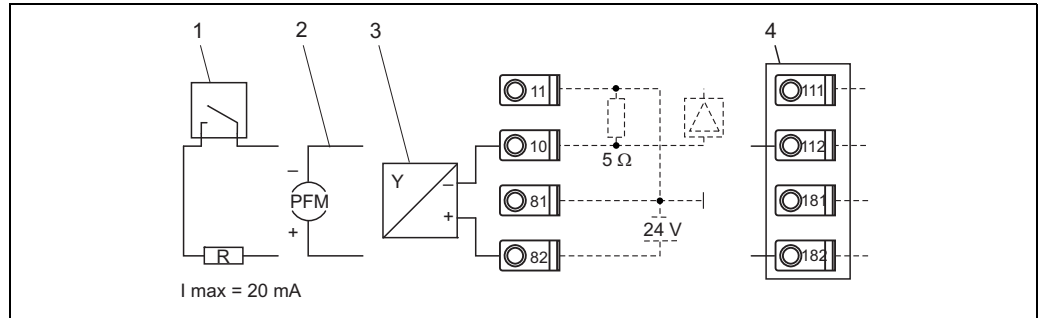 1 2 3 4
11 111
10 112
5 Ω
– Y –
PFM 81 181
+ +
24 V
R 82 182
I max = 20 mA